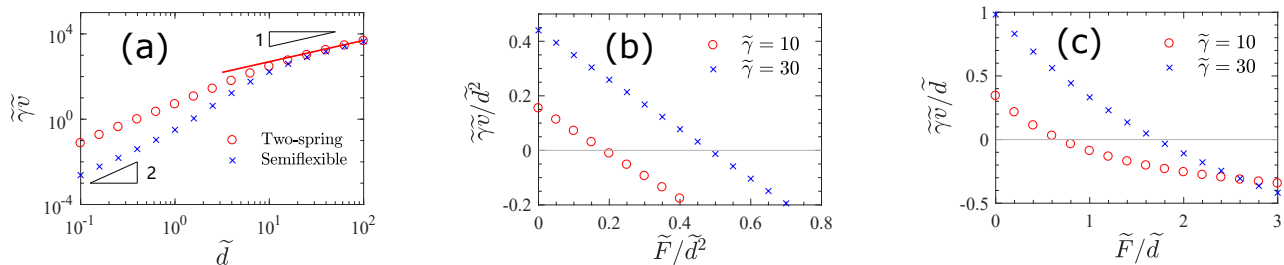 (a)
10^4
10^0
10^-4
γ̃ṽ
1
2
Two-spring
Semiflexible
10^-1
10^0
10^1
10^2
d̃
(b)
γ̃ = 10
γ̃ = 30
0.4
0.2
0
-0.2
γ̃ṽ/d̃^2
0
0.2
0.4
0.6
0.8
F̃/d̃^2
(c)
γ̃ = 10
γ̃ = 30
1
0.5
0
-0.5
γ̃ṽ/d̃
0
1
2
3
F̃/d̃